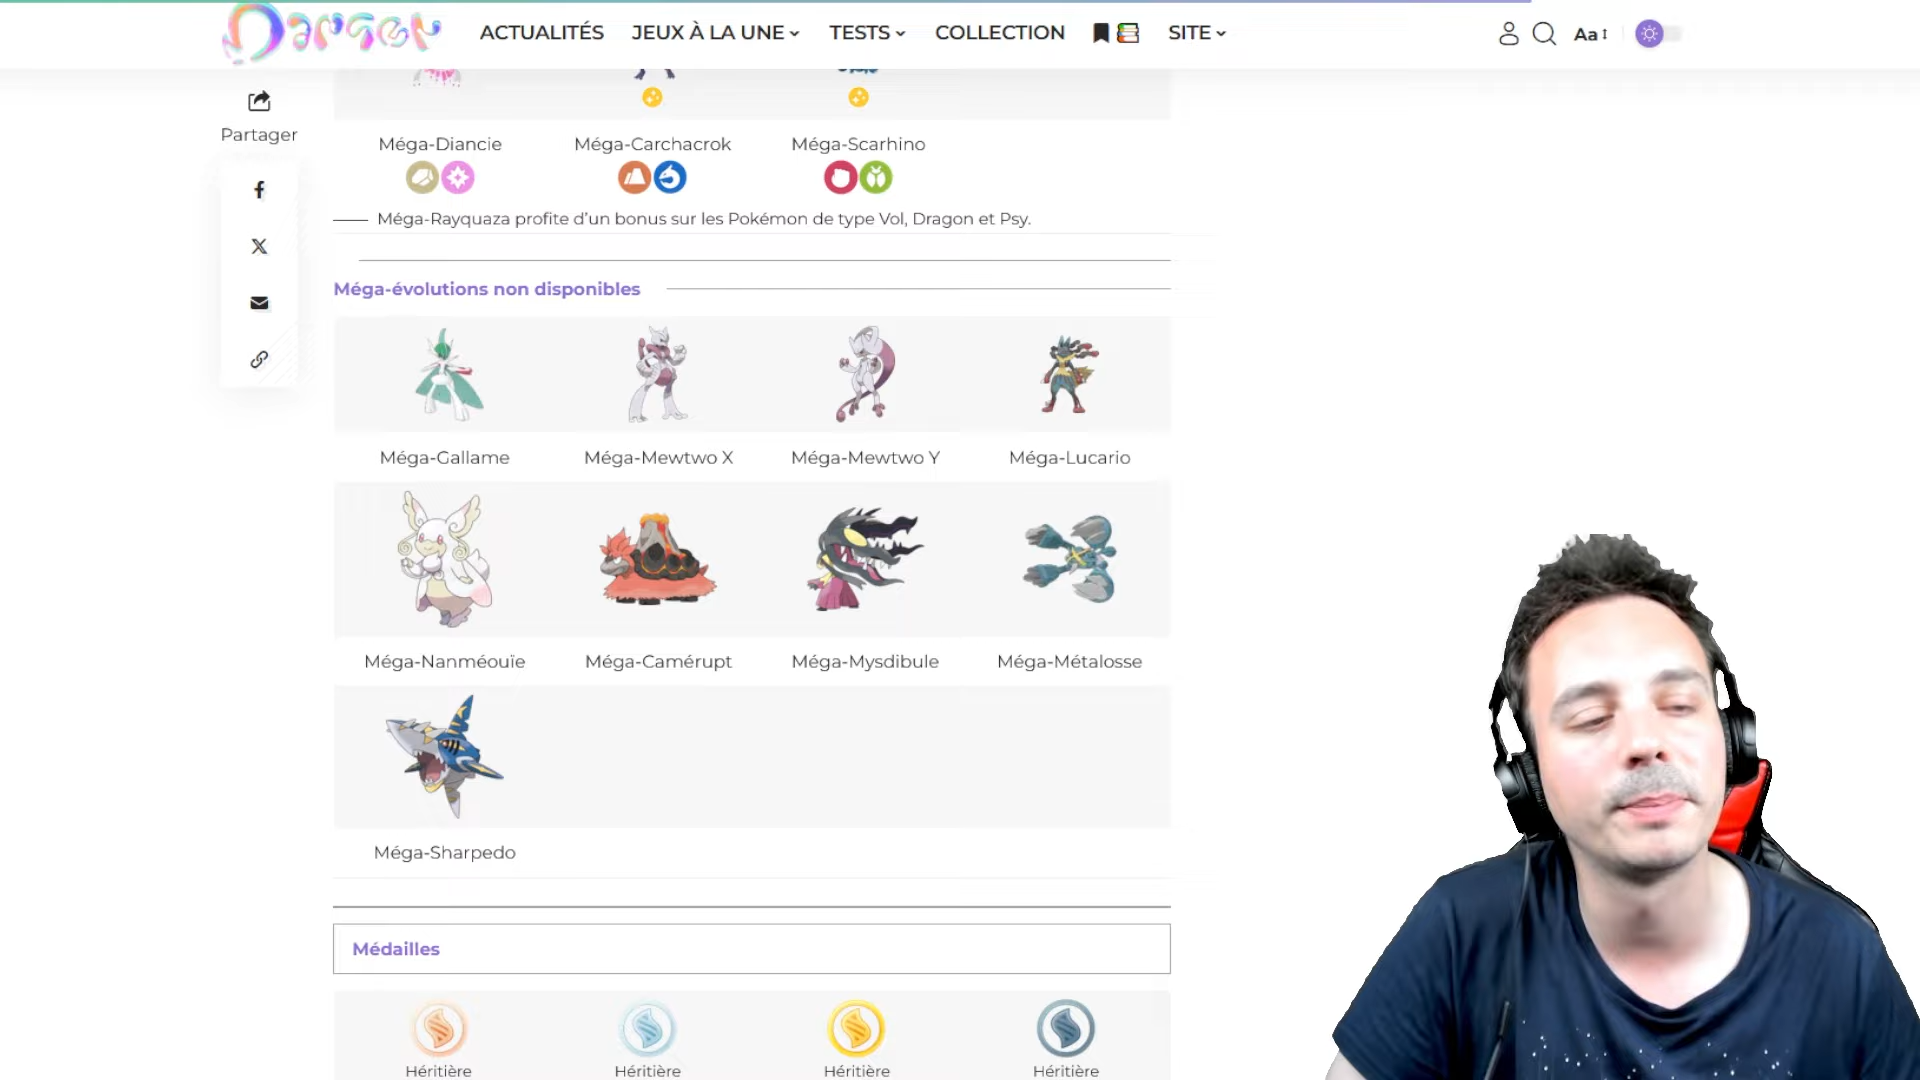 Darger
ACTUALITÉS JEUX À LA UNE TESTS COLLECTION SITE Aa
Partager
Méga-Diancie Méga-Carchacrok Méga-Scarhino
Méga-Rayquaza profite d’un bonus sur les Pokémon de type Vol, Dragon et Psy.
Méga-évolutions non disponibles
Méga-Gallame Méga-Mewtwo X Méga-Mewtwo Y Méga-Lucario
Méga-Nanméouïe Méga-Camérupt Méga-Mysdibule Méga-Métalosse
Méga-Sharpedo
Médailles
Héritière Héritière Héritière Héritière